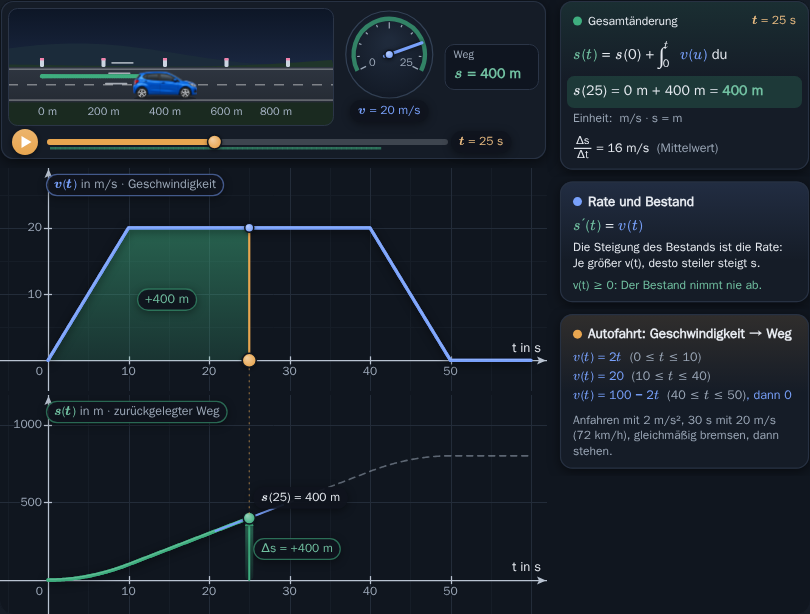 0 m 200 m 400 m 600 m 800 m
0 25
v = 20 m/s
Weg
s = 400 m
t = 25 s
v(t) in m/s · Geschwindigkeit
20
10
+400 m
t in s
0 10 20 30 40 50
s(t) in m · zurückgelegter Weg
1000
500
s(25) = 400 m
Δs = +400 m
t in s
0 10 20 30 40 50
Gesamtänderung t = 25 s
s(t) = s(0) + ∫₀ᵗ v(u) du
s(25) = 0 m + 400 m = 400 m
Einheit: m/s · s = m
Δs/Δt = 16 m/s (Mittelwert)
Rate und Bestand
s′(t) = v(t)
Die Steigung des Bestands ist die Rate:
Je größer v(t), desto steiler steigt s.
v(t) ≥ 0: Der Bestand nimmt nie ab.
Autofahrt: Geschwindigkeit → Weg
v(t) = 2t (0 ≤ t ≤ 10)
v(t) = 20 (10 ≤ t ≤ 40)
v(t) = 100 − 2t (40 ≤ t ≤ 50), dann 0
Anfahren mit 2 m/s², 30 s mit 20 m/s
(72 km/h), gleichmäßig bremsen, dann
stehen.